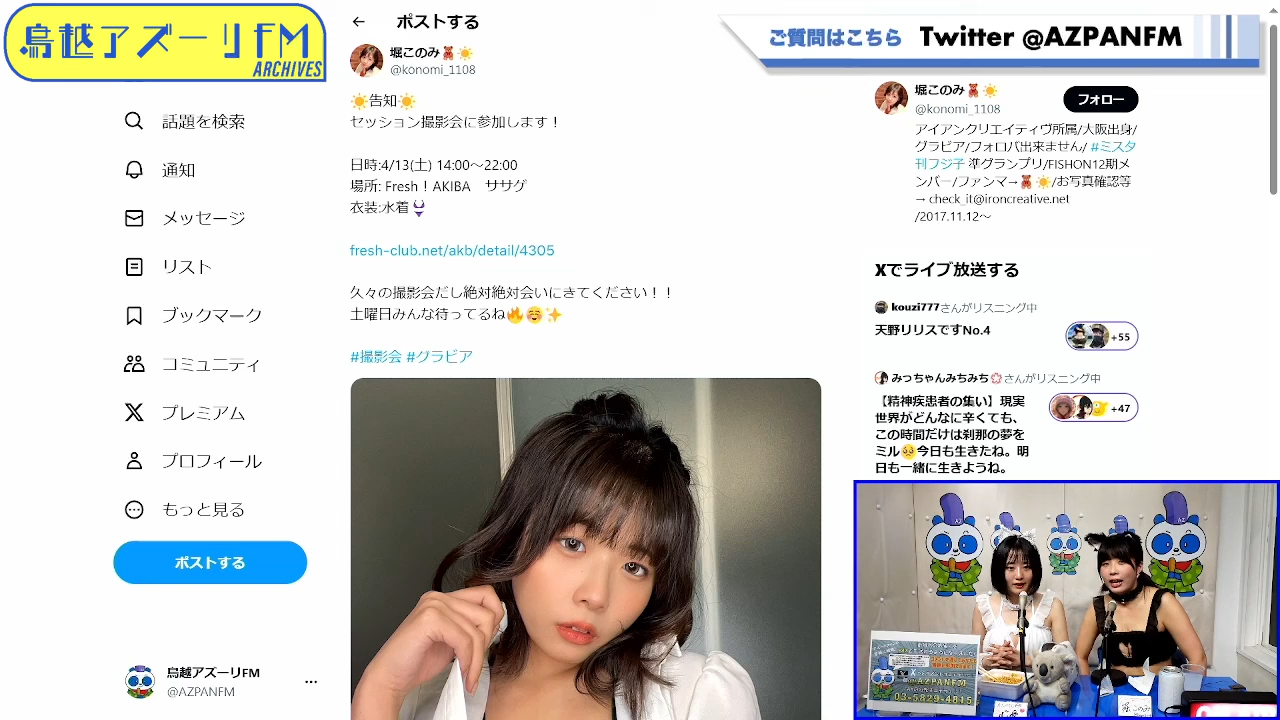 鳥越アズーリFM
ARCHIVES
話題を検索
通知
メッセージ
リスト
ブックマーク
コミュニティ
プレミアム
プロフィール
もっと見る
ポストする
鳥越アズーリFM
@AZPANFM
ポストする
堀このみ🧸☀️
@konomi_1108
☀️告知☀️
セッション撮影会に参加します！
日時:4/13(土) 14:00〜22:00
場所: Fresh！AKIBA　ササゲ
衣装:水着👙
fresh-club.net/akb/detail/4305
久々の撮影会だし絶対絶対会いにきてください！！
土曜日みんな待ってるね🔥☺️✨
#撮影会 #グラビア
ご質問はこちら Twitter @AZPANFM
堀このみ🧸☀️
@konomi_1108
フォロー
アイアンクリエイティヴ所属/大阪出身/
グラビア/フォロバ出来ません/ #ミスタ
刊フジ子 準グランプリ/FISHON12期メ
ンバー/ファンマ→🧸☀️/お写真確認等
→ check_it@ironcreative.net
/2017.11.12〜
Xでライブ放送する
kouzi777さんがリスニング中
天野リリスですNo.4
+55
みっちゃんみちみち💮さんがリスニング中
【精神疾患者の集い】現実
世界がどんなに辛くても、
この時間だけは刹那の夢を
ミル🥺今日も生きたね。明
日も一緒に生きようね。
+47
@AZPANFM
03-5829-4815